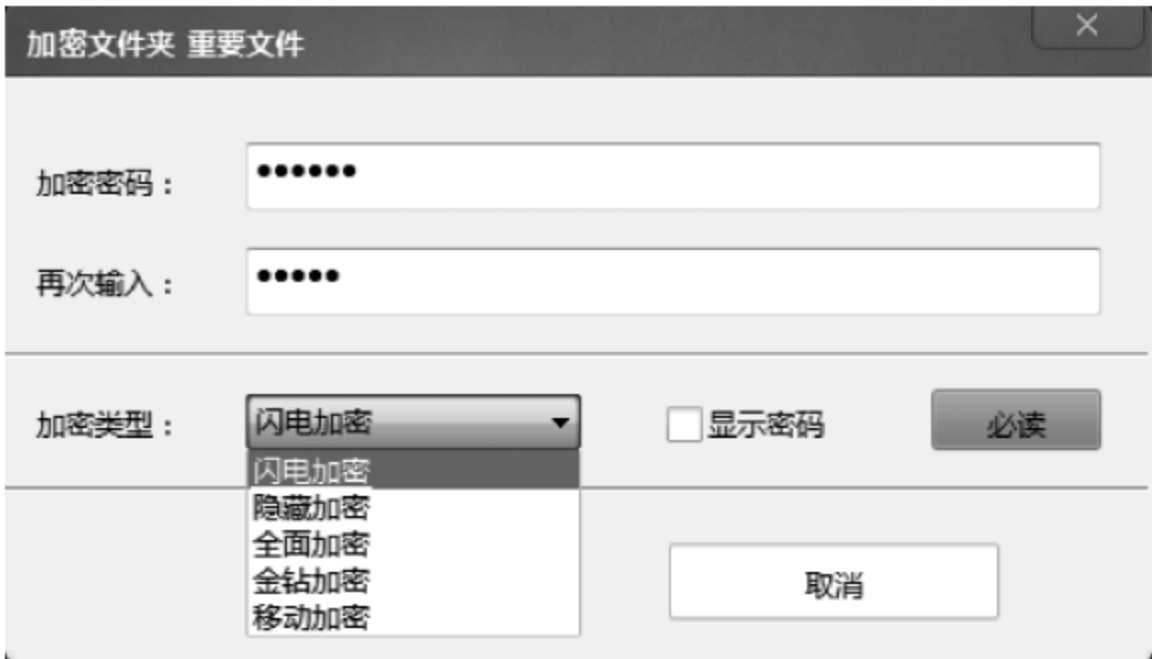 加密文件夹 重要文件
加密密码：
••••••
再次输入：
•••••
加密类型：
闪电加密
显示密码
必读
闪电加密
隐藏加密
全面加密
金钻加密
移动加密
取消